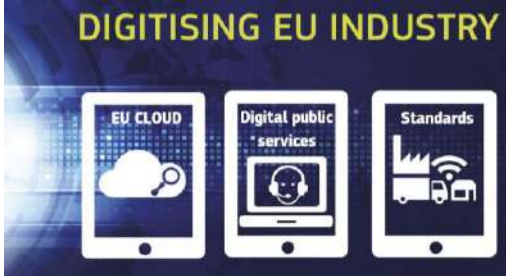 DIGITISING EU INDUSTRY
EU CLOUD
Digital public
services
Standards